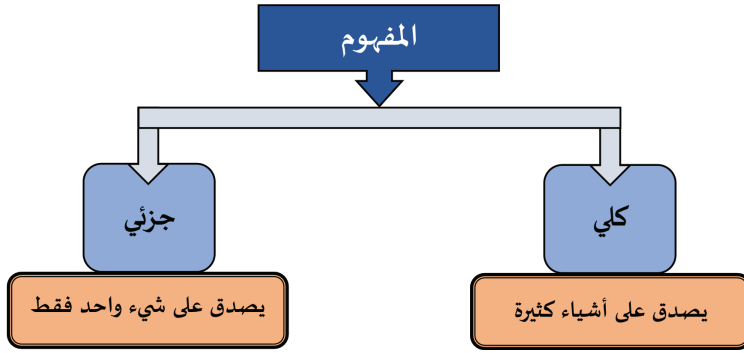 المفهوم
كلي
جزئي
يصدق على أشياء كثيرة
يصدق على شيء واحد فقط